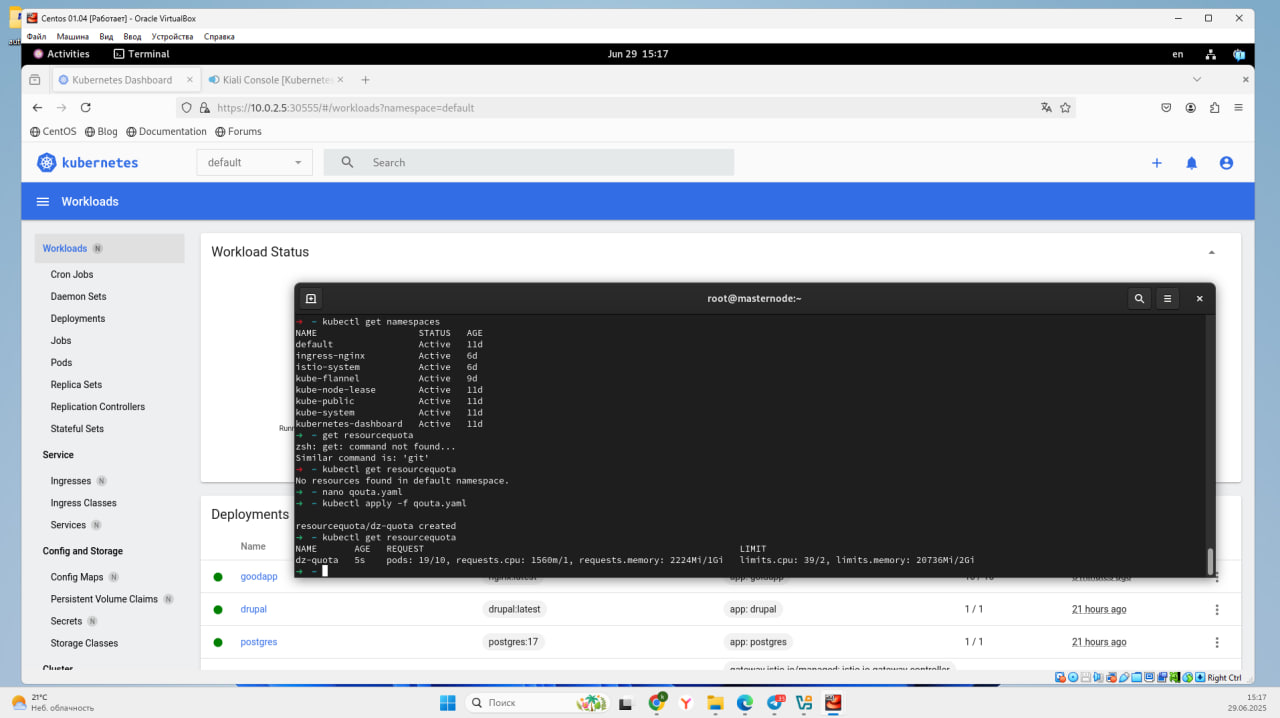 Centos 01.04 [Работает] - Oracle VirtualBox
Файл Машина Вид Ввод Устройства Справка
Activities Terminal Jun 29 15:17 en
Kubernetes Dashboard × Kiali Console [Kubernetes × +
https://10.0.2.5:30555/#/workloads?namespace=default
CentOS Blog Documentation Forums
kubernetes default Search
Workloads
Workloads N
Cron Jobs
Daemon Sets
Deployments
Jobs
Pods
Replica Sets
Replication Controllers
Stateful Sets
Service
Ingresses N
Ingress Classes
Services N
Config and Storage
Config Maps N
Persistent Volume Claims N
Secrets N
Storage Classes
Cluster
Workload Status
Runn
root@masternode:~
→ ~ kubectl get namespaces
NAME STATUS AGE
default Active 11d
ingress-nginx Active 6d
istio-system Active 6d
kube-flannel Active 9d
kube-node-lease Active 11d
kube-public Active 11d
kube-system Active 11d
kubernetes-dashboard Active 11d
→ ~ get resourcequota
zsh: get: command not found...
Similar command is: 'git'
→ ~ kubectl get resourcequota
No resources found in default namespace.
→ ~ nano qouta.yaml
→ ~ kubectl apply -f qouta.yaml
resourcequota/dz-quota created
→ ~ kubectl get resourcequota
NAME AGE REQUEST LIMIT
dz-quota 5s pods: 19/10, requests.cpu: 1560m/1, requests.memory: 2224Mi/1Gi limits.cpu: 39/2, limits.memory: 20736Mi/2Gi
→ ~
Deployments
Name
goodapp nginx:latest app: goodapp 10 / 10
drupal drupal:latest app: drupal 1 / 1 21 hours ago
postgres postgres:17 app: postgres 1 / 1 21 hours ago
gateway.istio.io/managed: istio.io-gateway-controller
Right Ctrl
21°C
Неб. облачность
Поиск
15:17
29.06.2025